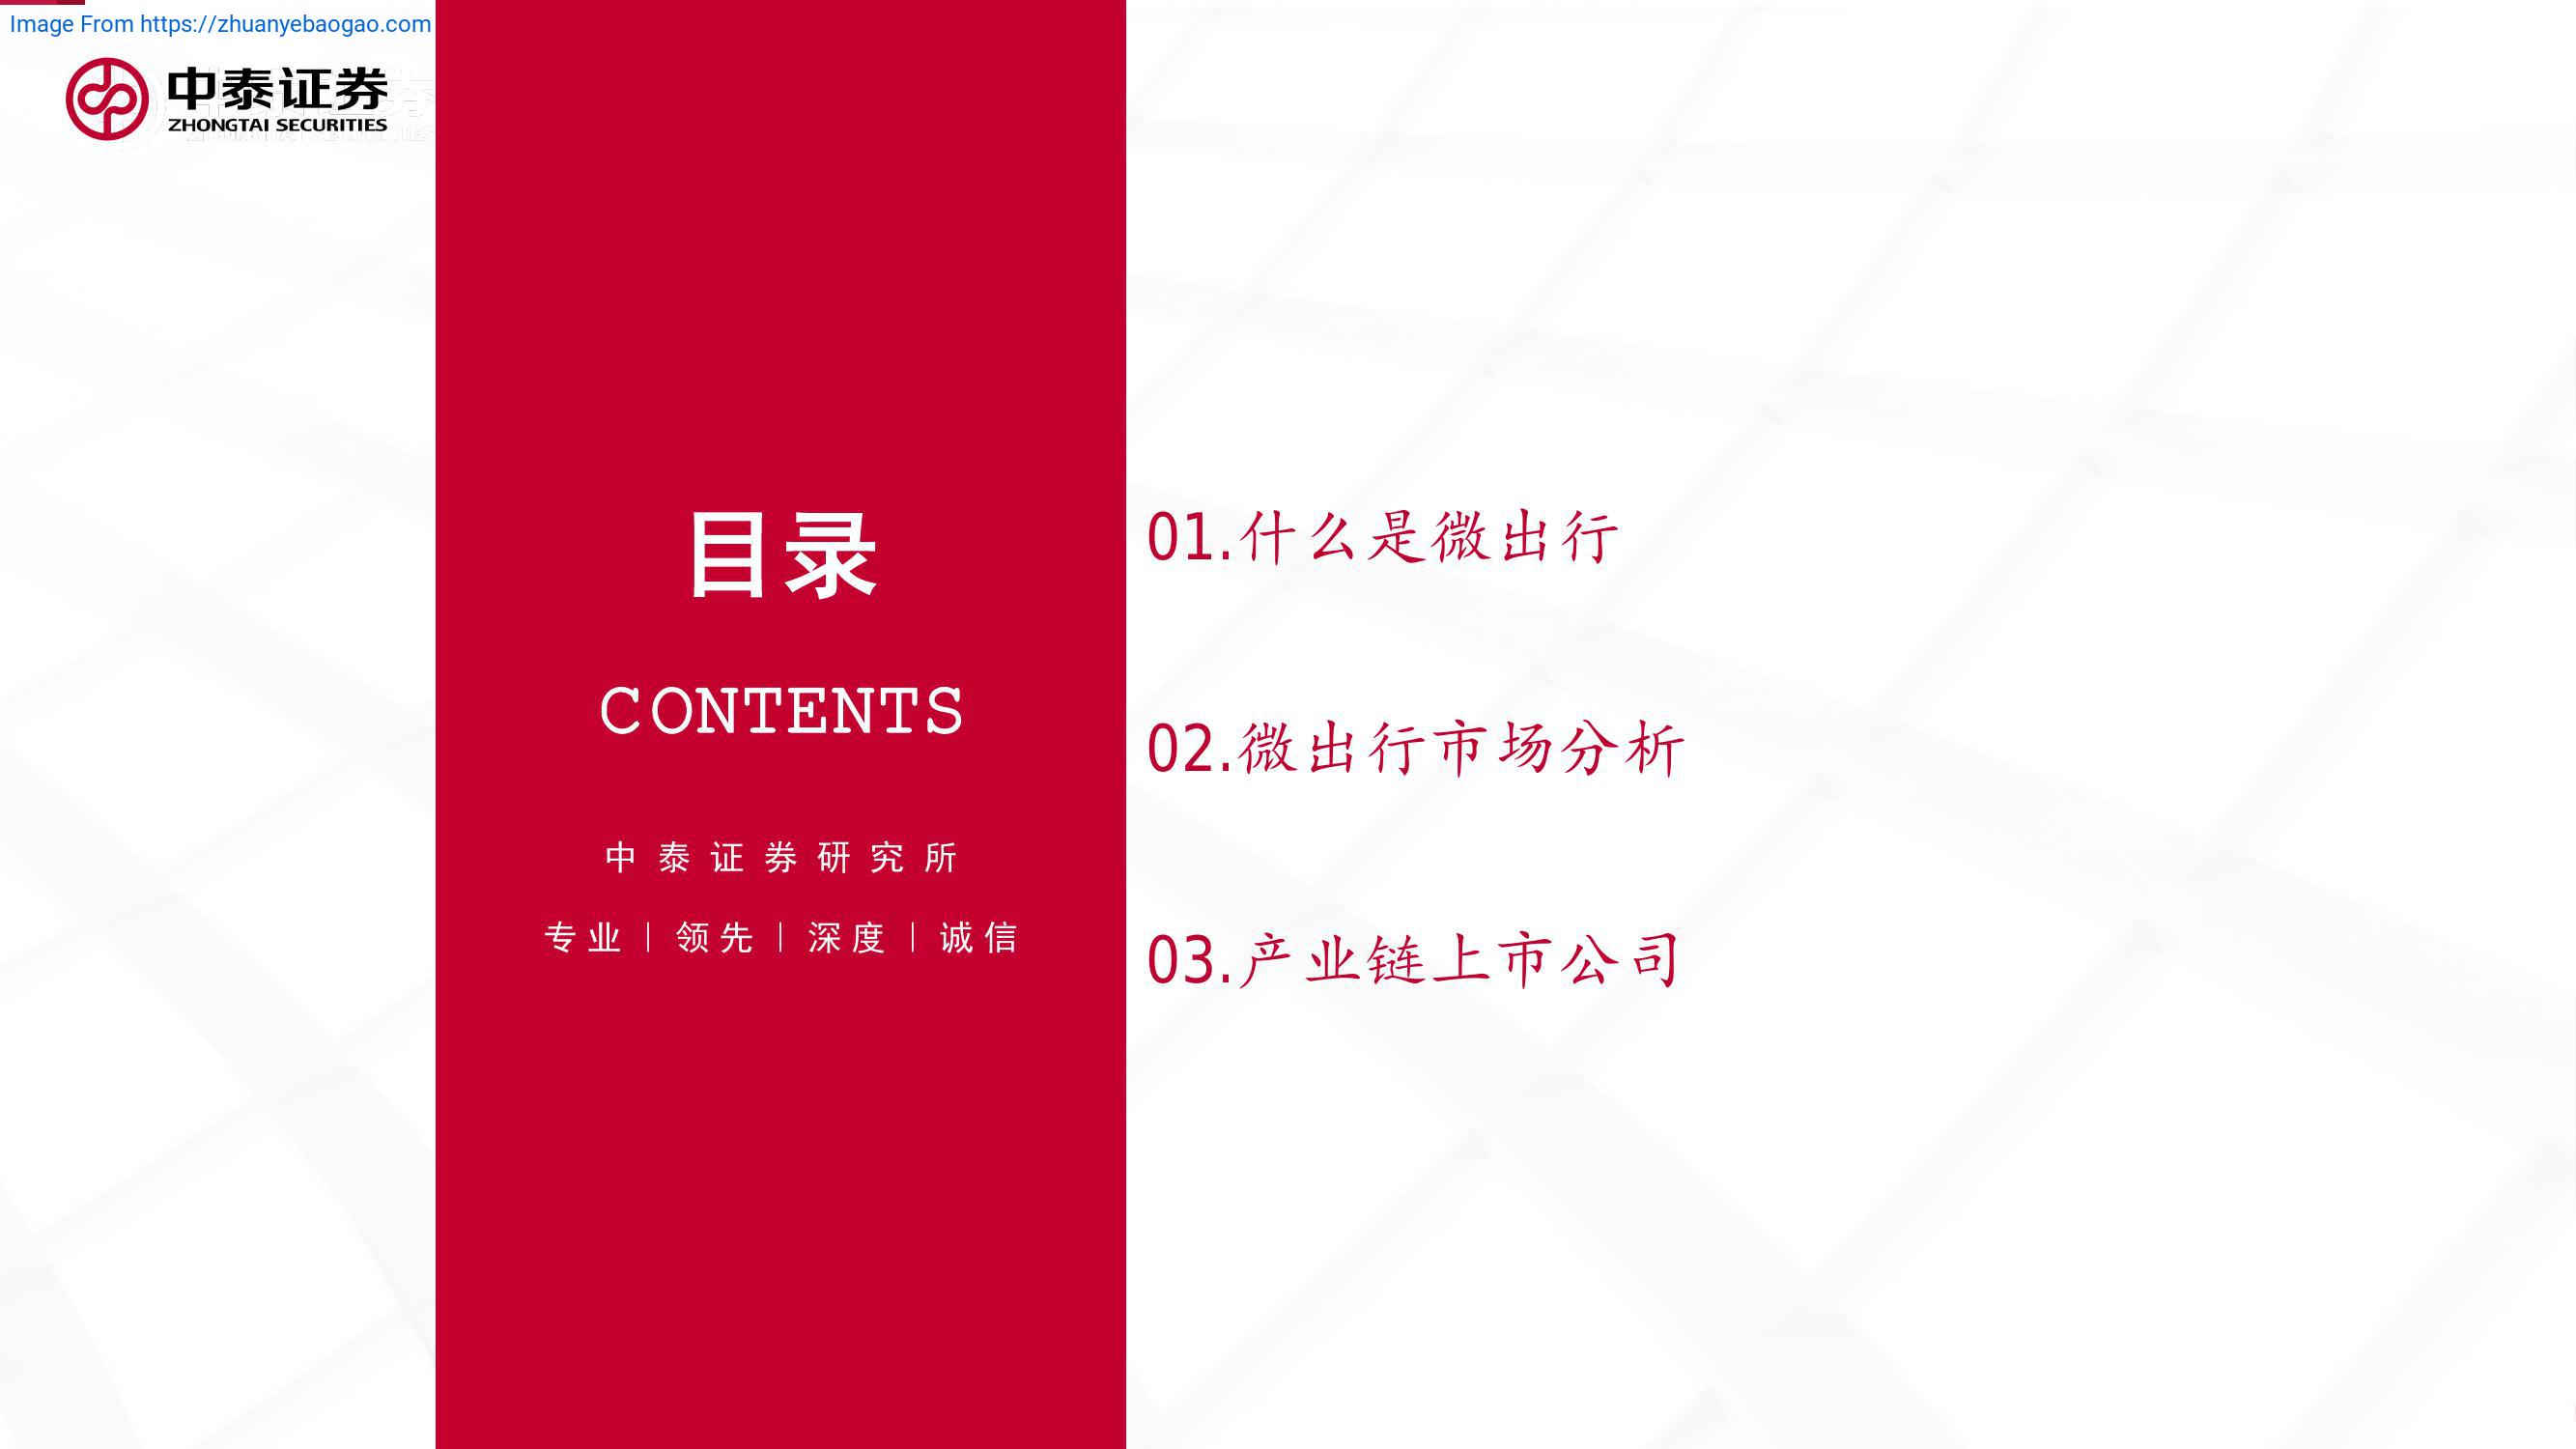 Image From https://zhuanyebaogao.com
中泰证券
ZHONGTAI SECURITIES
目录
CONTENTS
中泰证券研究所
专业｜领先｜深度｜诚信
01.什么是微出行
02.微出行市场分析
03.产业链上市公司